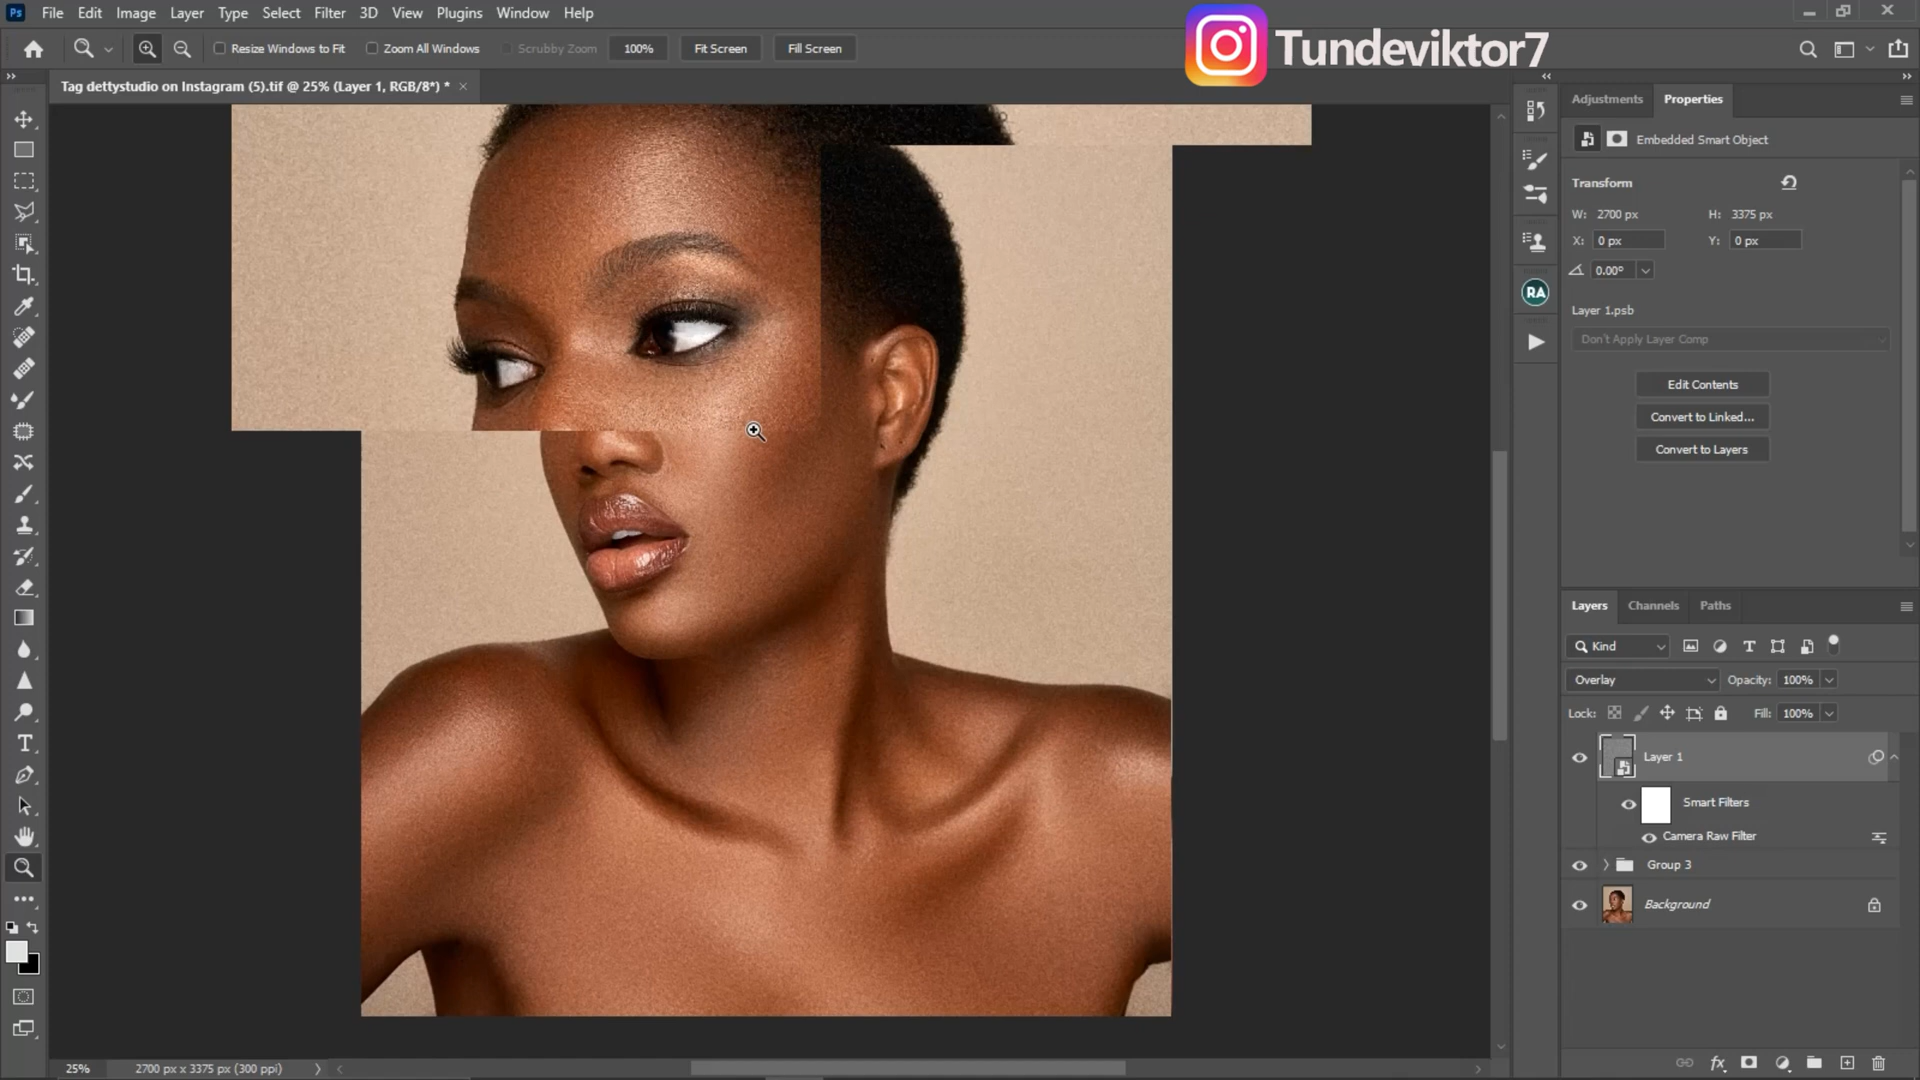 Ps File Edit Image Layer Type Select Filter 3D View Plugins Window Help
Resize Windows to Fit Zoom All Windows Scrubby Zoom 100% Fit Screen Fill Screen
Tundeviktor7
Tag dettystudio on Instagram (5).tif @ 25% (Layer 1, RGB/8*) *
Adjustments Properties
Embedded Smart Object
Transform
W: 2700 px H: 3375 px
X: 0 px Y: 0 px
0.00°
RA
Layer 1.psb
Don't Apply Layer Comp
Edit Contents
Convert to Linked...
Convert to Layers
Layers Channels Paths
Kind
Overlay Opacity: 100%
Lock: Fill: 100%
Layer 1
Smart Filters
Camera Raw Filter
Group 3
Background
fx
25% 2700 px x 3375 px (300 ppi)